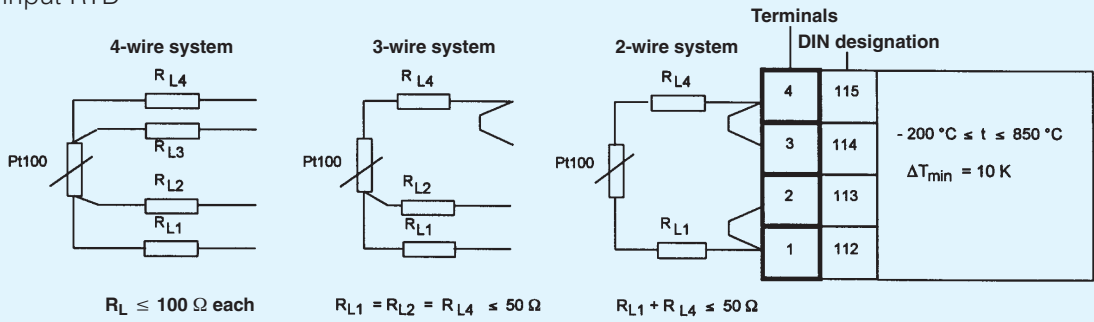 input RTD
Terminals
4-wire system 3-wire system 2-wire system DIN designation
R L4 R L4 R L4
4 115
R L3
3 114
Pt100 Pt100 Pt100
- 200 °C ≤ t ≤ 850 °C
ΔTmin = 10 K
R L2 R L2
2 113
R L1 R L1 R L1
1 112
RL ≤ 100 Ω each RL1 = RL2 = RL4 ≤ 50 Ω RL1 + RL4 ≤ 50 Ω